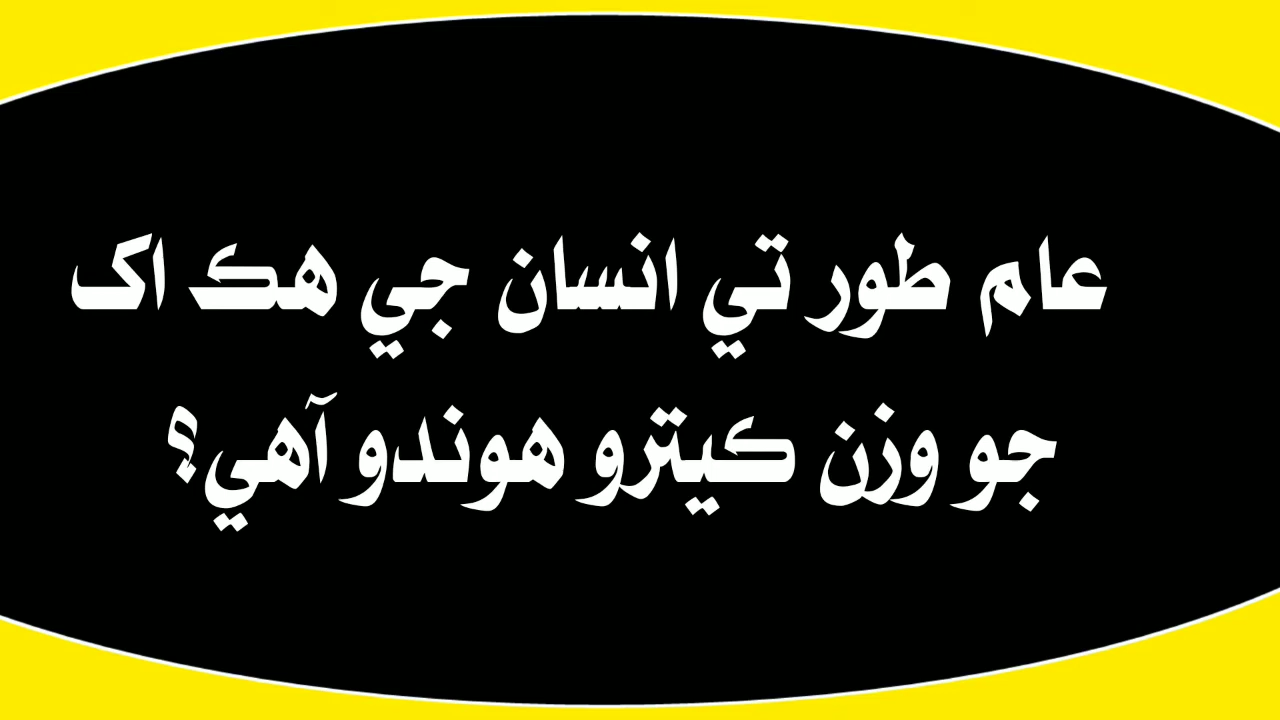 عام طور تي انسان جي هڪ اک
جو وزن ڪيترو هوندو آهي؟